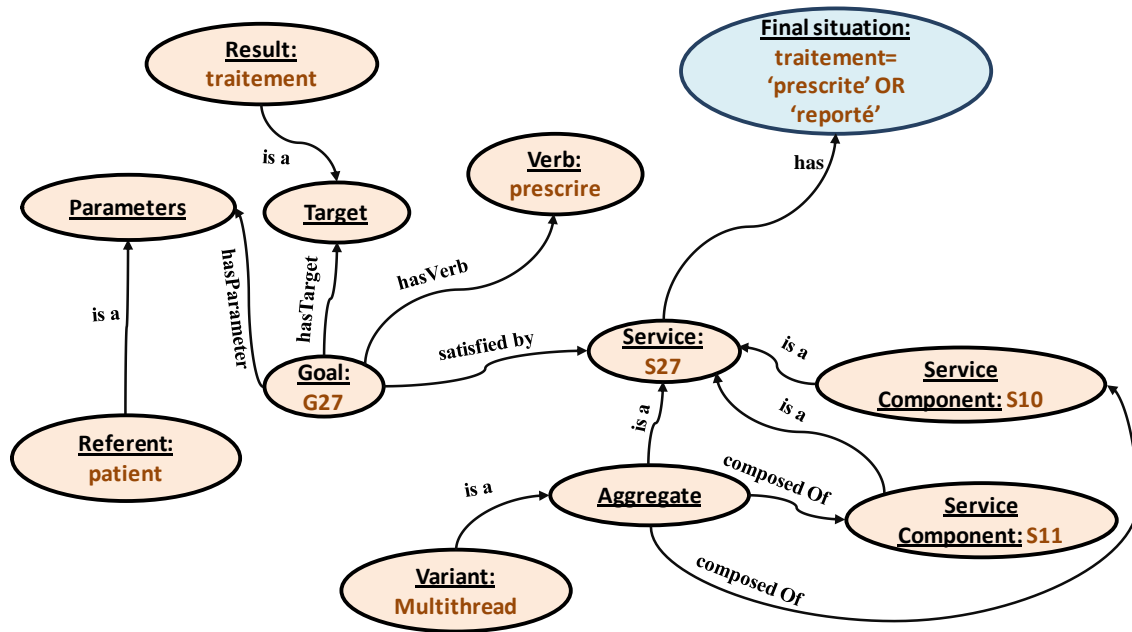 Final situation:
traitement=
‘prescrite’ OR
‘reporté’
Result:
traitement
is a
has
Verb:
prescrire
Parameters
Target
hasParameter
hasTarget
hasVerb
is a
satisfied by
Service:
S27
is a
Goal:
G27
Service
Component: S10
is a
is a
Referent:
patient
composed Of
is a
Aggregate
Service
Component: S11
Variant:
Multithread
composed Of